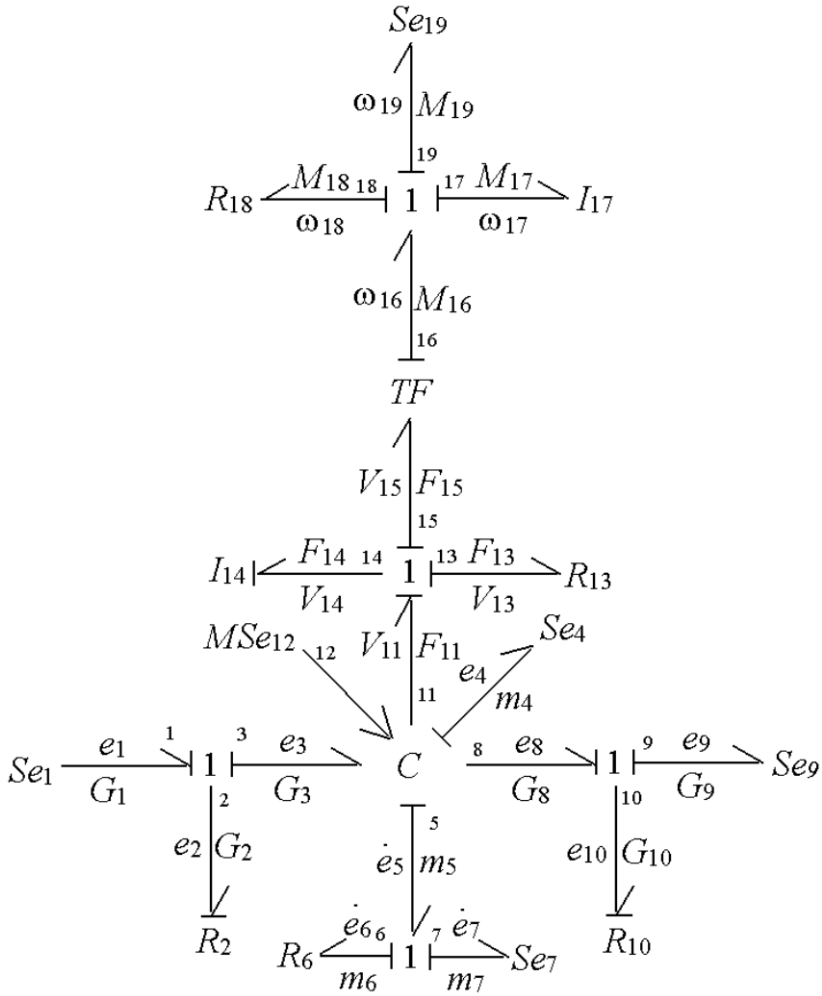 Se19
ω19 M19
19
R18 M18 18 1 17 M17 I17
ω18 ω17
ω16 M16
16
TF
V15 F15
15
I14 F14 14 1 13 F13 R13
V14 V13
MSe12 12 V11 F11 Se4
11 e4 m4
Se1 e1 1 1 3 e3 C 8 e8 1 9 e9 Se9
G1 2 G3 5 G8 10 G9
e2 G2 ė5 m5 e10 G10
R2 R10
R6 ė6 6 1 7 ė7 Se7
m6 m7